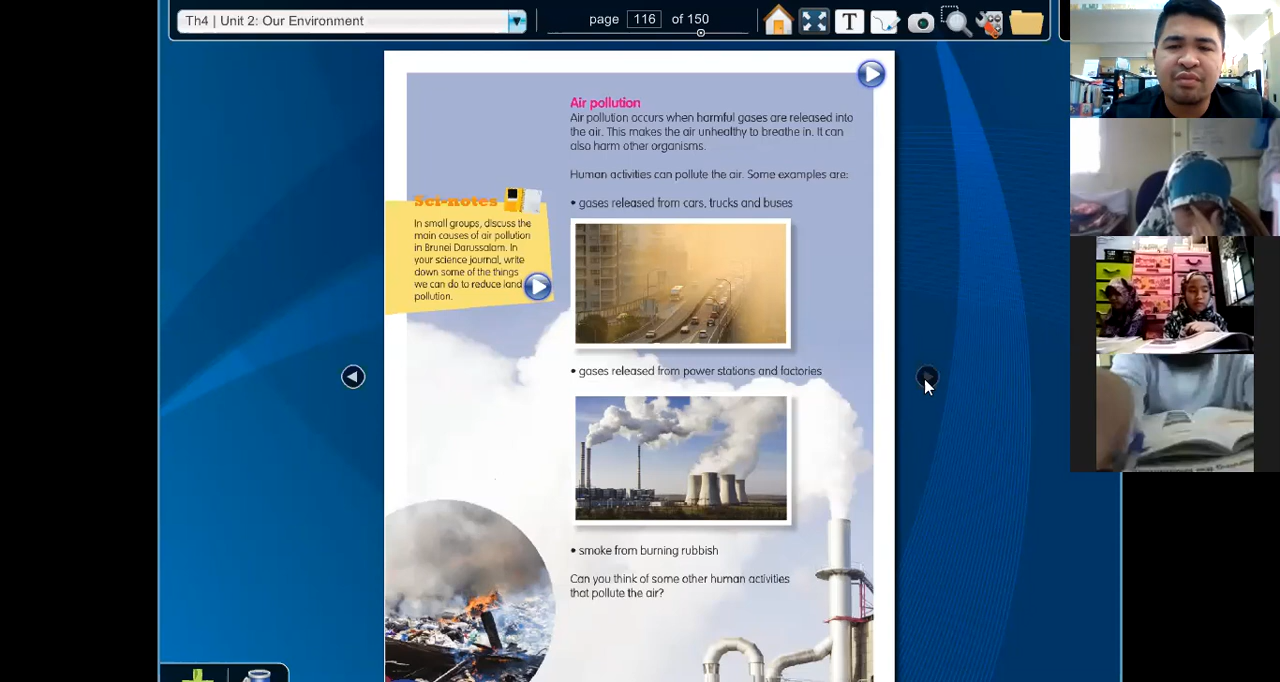 Th4 | Unit 2: Our Environment
page 116 of 150
T
Air pollution
Air pollution occurs when harmful gases are released into
the air. This makes the air unhealthy to breathe in. It can
also harm other organisms.
Human activities can pollute the air. Some examples are:
• gases released from cars, trucks and buses
Sci-notes
In small groups, discuss the
main causes of air pollution
in Brunei Darussalam. In
your science journal, write
down some of the things
we can do to reduce land
pollution.
• gases released from power stations and factories
• smoke from burning rubbish
Can you think of some other human activities
that pollute the air?